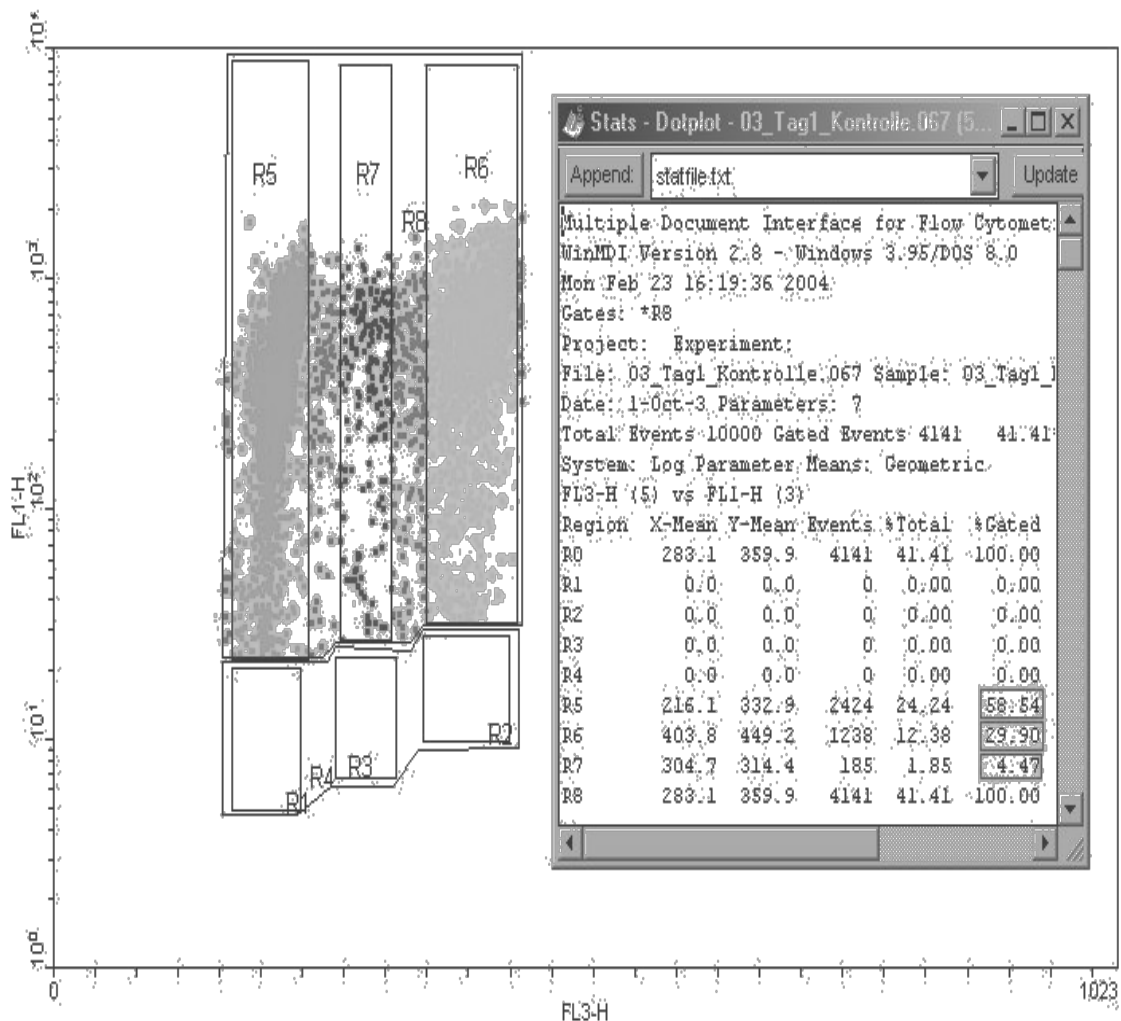 10⁴
R5
R7
R6
R8
10³
FL1-H
10²
10¹
R2
R3
R4
R1
10⁰
0
1023
FL3-H
Stats - Dotplot - 03_Tag1_Kontrolle.067 (5...
Append:
statfile.txt
Update
Multiple Document Interface for Flow Cytomet
WinMDI Version 2.8 - Windows 3.95/DOS 8.0
Mon Feb 23 16:19:36 2004
Gates: *R8
Project: Experiment:
File: 03_Tag1_Kontrolle.067 Sample: 03_Tag1_
Date: 1-Oct-3 Parameters: 7
Total Events 10000 Gated Events 4141 41.41
System: Log Parameter Means: Geometric
FL3-H (5) vs FL1-H (3)
Region X-Mean Y-Mean Events %Total %Gated
R0 283.1 359.9 4141 41.41 100.00
R1 0.0 0.0 0 0.00 0.00
R2 0.0 0.0 0 0.00 0.00
R3 0.0 0.0 0 0.00 0.00
R4 0.0 0.0 0 0.00 0.00
R5 216.1 332.9 2424 24.24 58.54
R6 403.8 449.2 1238 12.38 29.90
R7 304.7 314.4 185 1.85 4.47
R8 283.1 359.9 4141 41.41 100.00